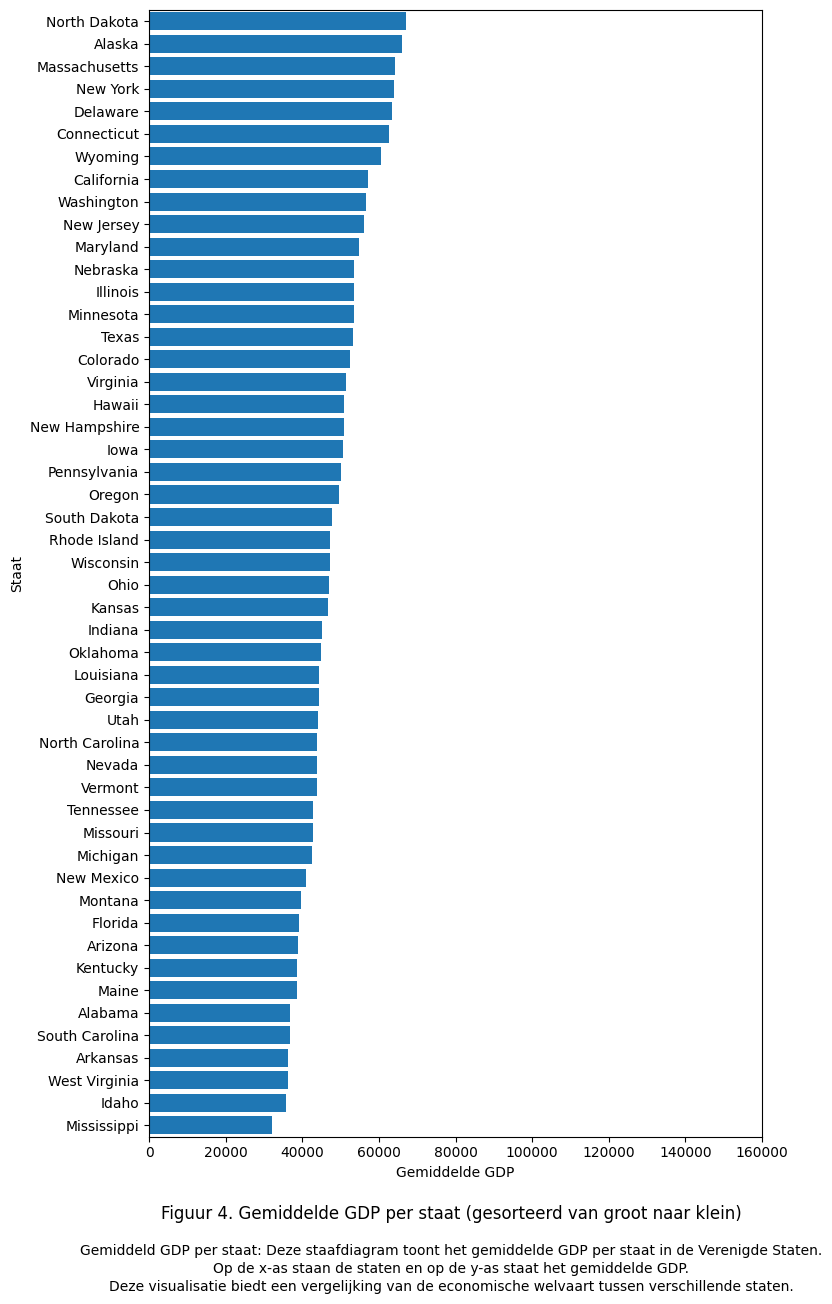 North Dakota
Alaska
Massachusetts
New York
Delaware
Connecticut
Wyoming
California
Washington
New Jersey
Maryland
Nebraska
Illinois
Minnesota
Texas
Colorado
Virginia
Hawaii
New Hampshire
Iowa
Pennsylvania
Oregon
South Dakota
Rhode Island
Wisconsin
Ohio
Kansas
Indiana
Oklahoma
Louisiana
Georgia
Utah
North Carolina
Nevada
Vermont
Tennessee
Missouri
Michigan
New Mexico
Montana
Florida
Arizona
Kentucky
Maine
Alabama
South Carolina
Arkansas
West Virginia
Idaho
Mississippi
Staat
0 20000 40000 60000 80000 100000 120000 140000 160000
Gemiddelde GDP
Figuur 4. Gemiddelde GDP per staat (gesorteerd van groot naar klein)
Gemiddeld GDP per staat: Deze staafdiagram toont het gemiddelde GDP per staat in de Verenigde Staten.
Op de x-as staan de staten en op de y-as staat het gemiddelde GDP.
Deze visualisatie biedt een vergelijking van de economische welvaart tussen verschillende staten.